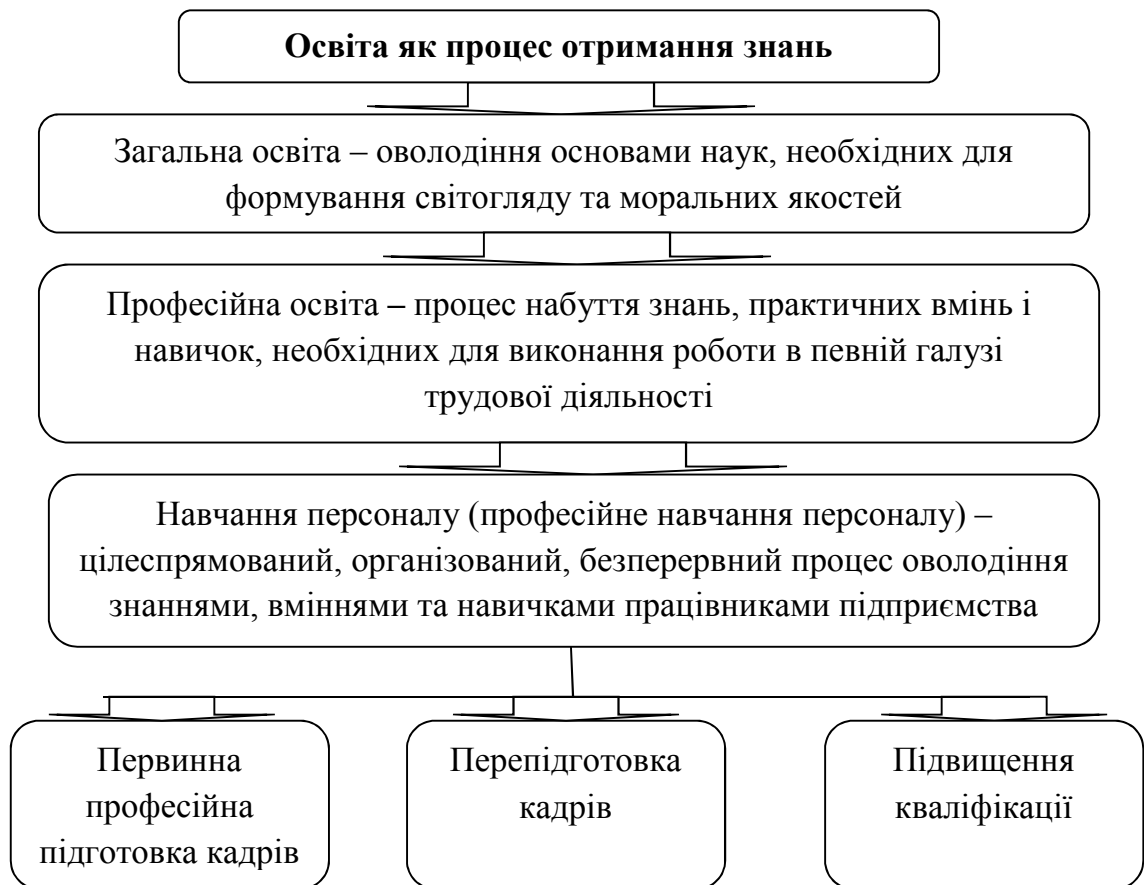 Освіта як процес отримання знань
Загальна освіта – оволодіння основами наук, необхідних для
формування світогляду та моральних якостей
Професійна освіта – процес набуття знань, практичних вмінь і
навичок, необхідних для виконання роботи в певній галузі
трудової діяльності
Навчання персоналу (професійне навчання персоналу) –
цілеспрямований, організований, безперервний процес оволодіння
знаннями, вміннями та навичками працівниками підприємства
Первинна
професійна
підготовка кадрів
Перепідготовка
кадрів
Підвищення
кваліфікації